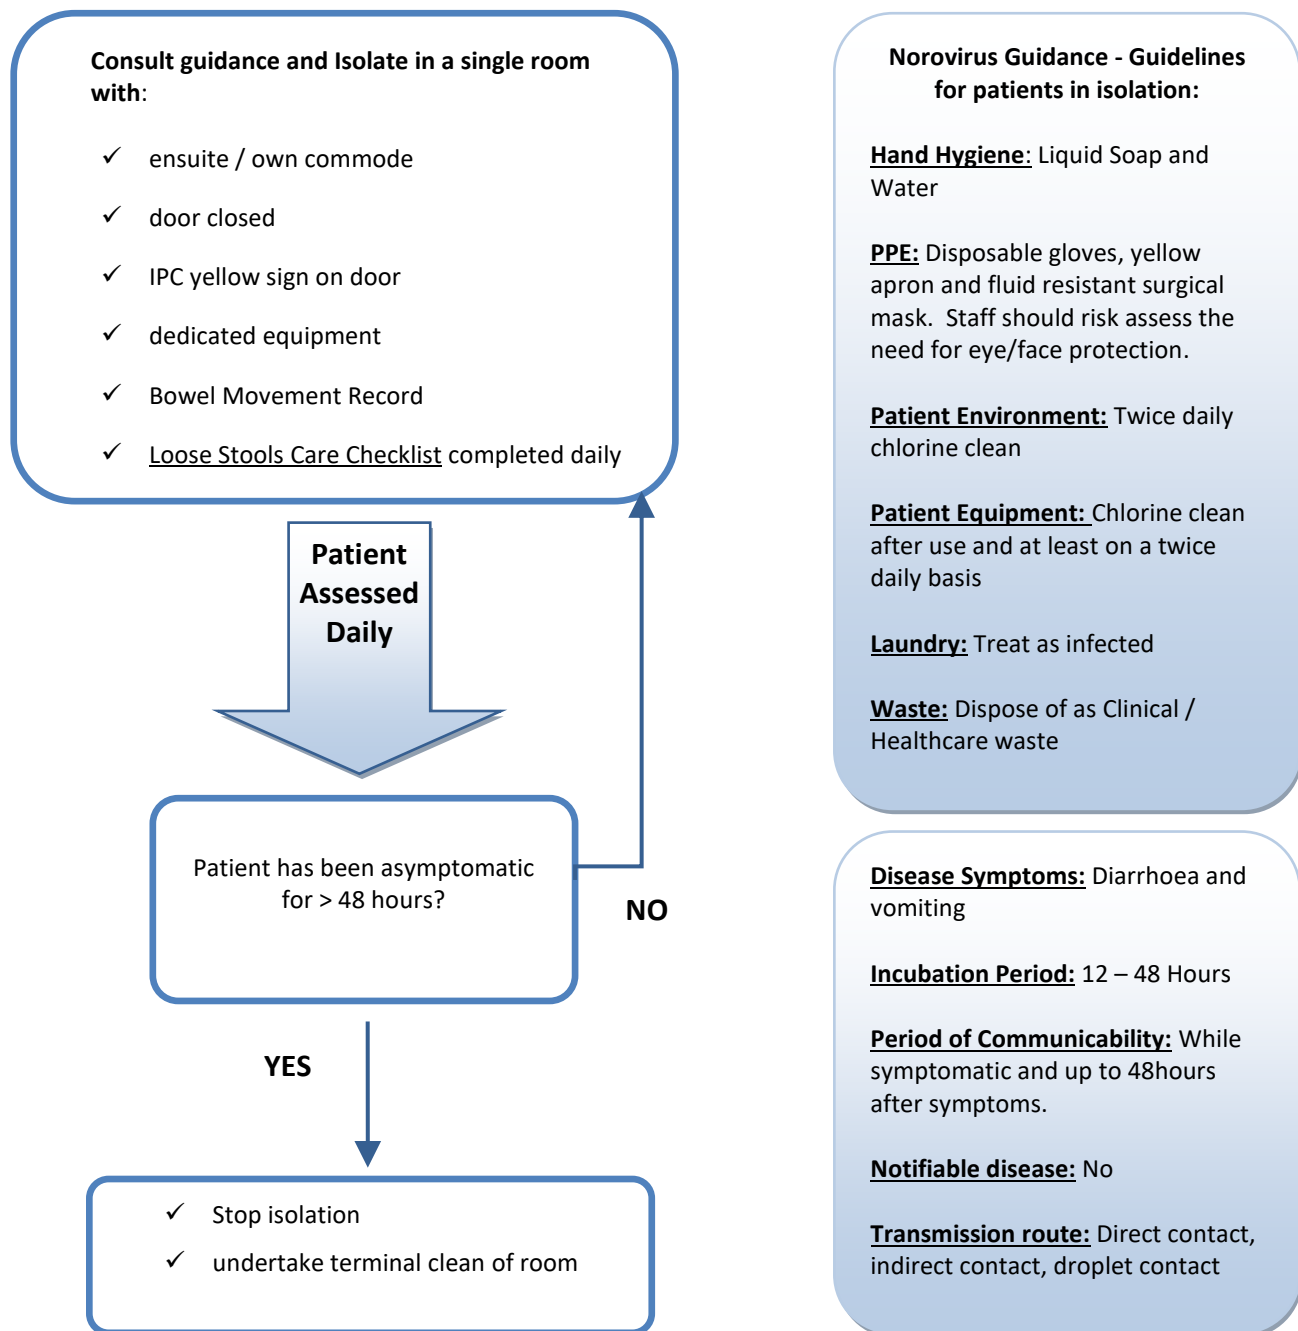 Consult guidance and Isolate in a single room
with:
✓ ensuite / own commode
✓ door closed
✓ IPC yellow sign on door
✓ dedicated equipment
✓ Bowel Movement Record
✓ Loose Stools Care Checklist completed daily
Patient
Assessed
Daily
Patient has been asymptomatic
for > 48 hours?
NO
YES
✓ Stop isolation
✓ undertake terminal clean of room
Norovirus Guidance - Guidelines
for patients in isolation:
Hand Hygiene: Liquid Soap and
Water
PPE: Disposable gloves, yellow
apron and fluid resistant surgical
mask. Staff should risk assess the
need for eye/face protection.
Patient Environment: Twice daily
chlorine clean
Patient Equipment: Chlorine clean
after use and at least on a twice
daily basis
Laundry: Treat as infected
Waste: Dispose of as Clinical /
Healthcare waste
Disease Symptoms: Diarrhoea and
vomiting
Incubation Period: 12 – 48 Hours
Period of Communicability: While
symptomatic and up to 48hours
after symptoms.
Notifiable disease: No
Transmission route: Direct contact,
indirect contact, droplet contact